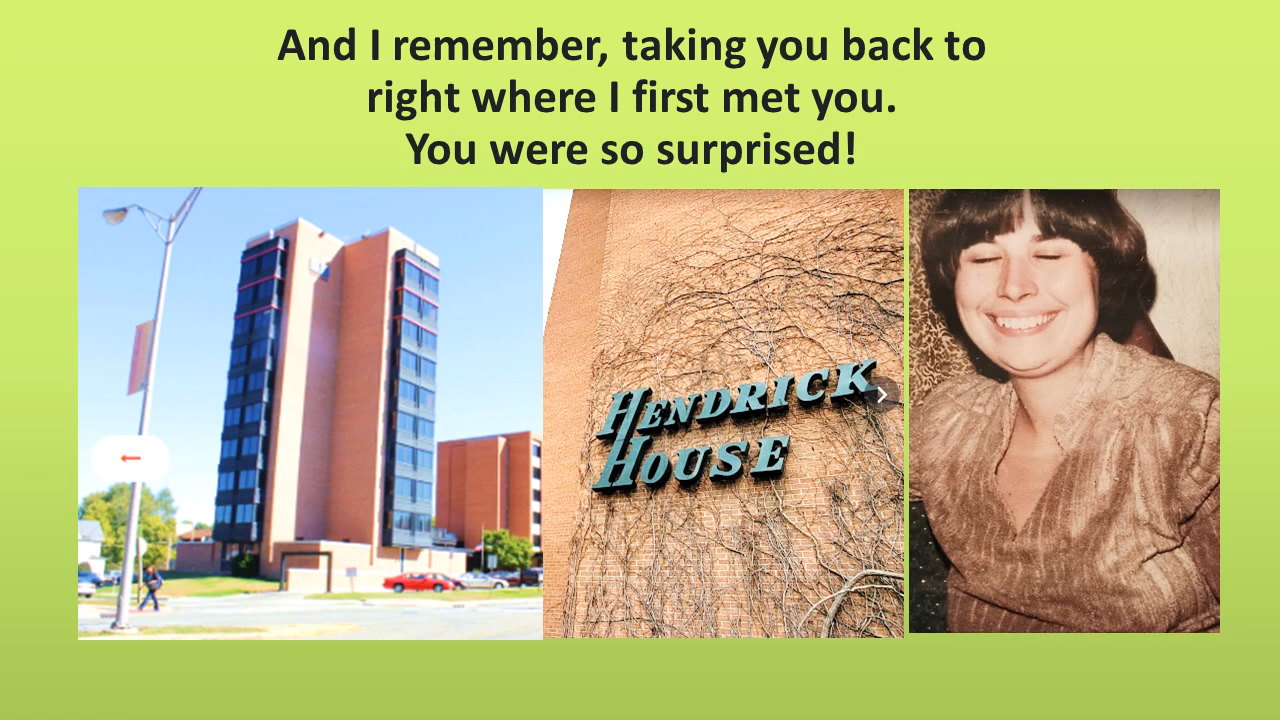 And I remember, taking you back to
right where I first met you.
You were so surprised!
HENDRICK
HOUSE